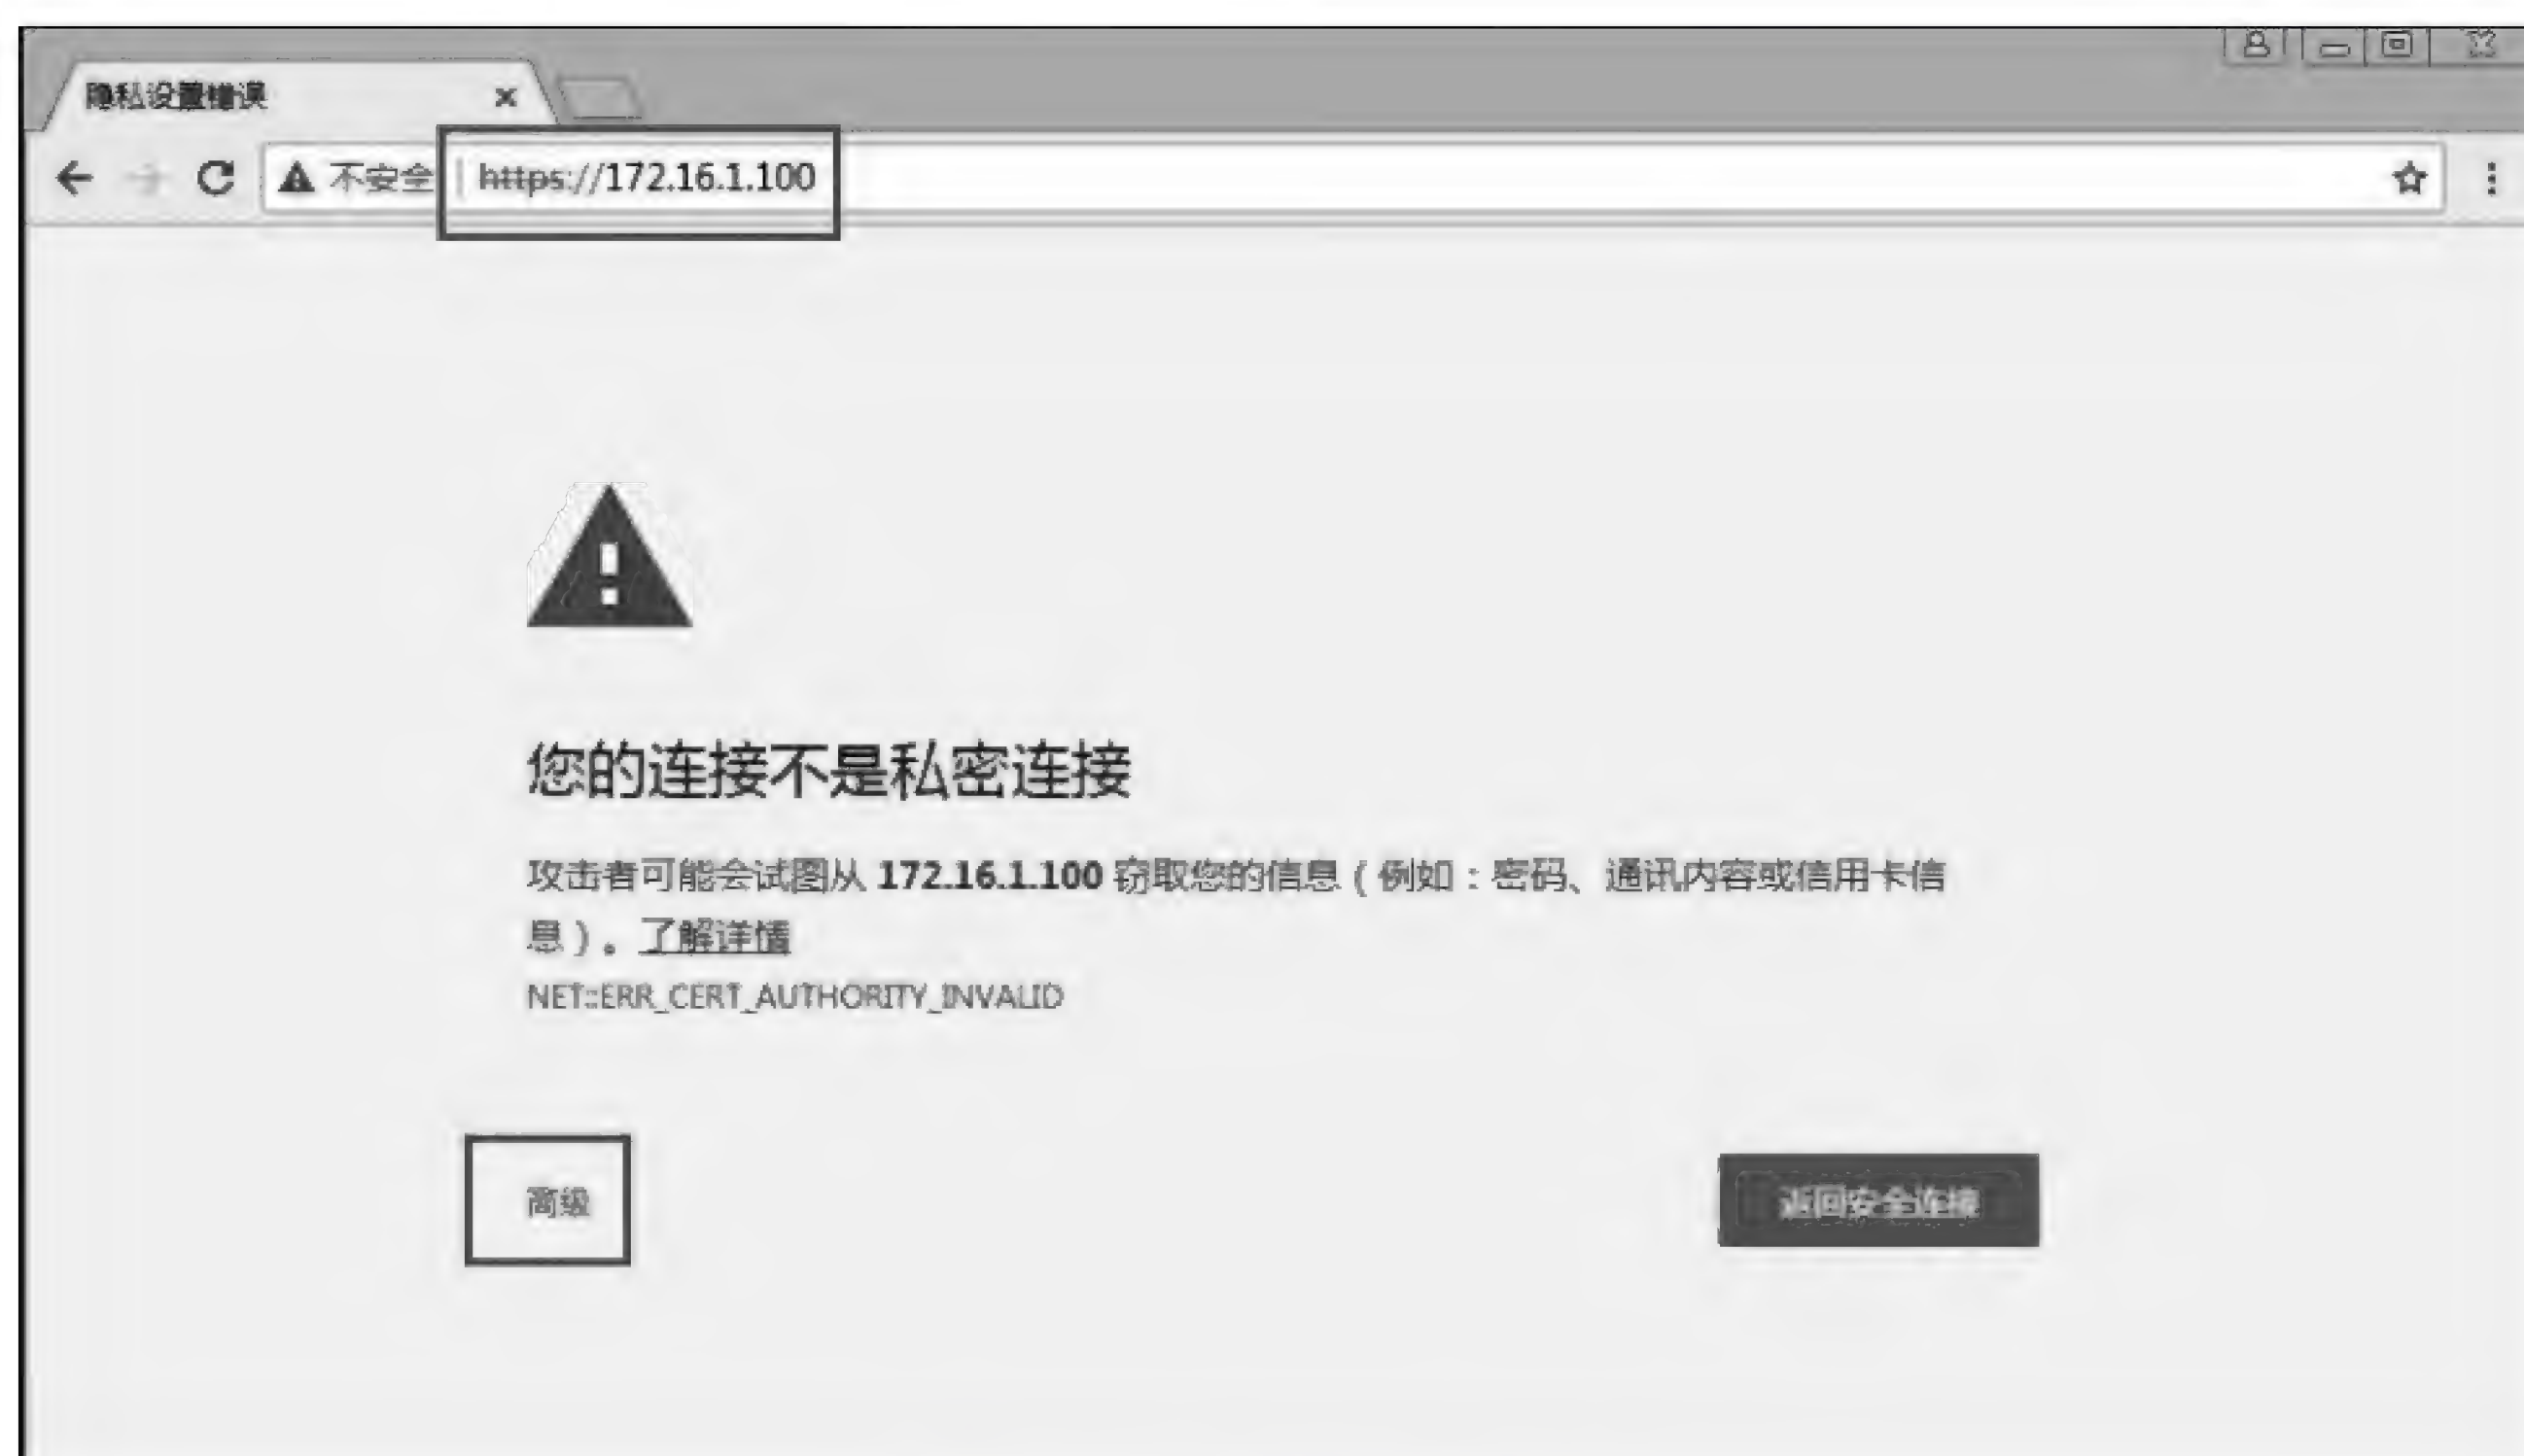 隐私设置错误
不安全 | https://172.16.1.100
您的连接不是私密连接
攻击者可能会试图从 172.16.1.100 窃取您的信息（例如：密码、通讯内容或信用卡信
息）。了解详情
NET::ERR_CERT_AUTHORITY_INVALID
高级
返回安全连接